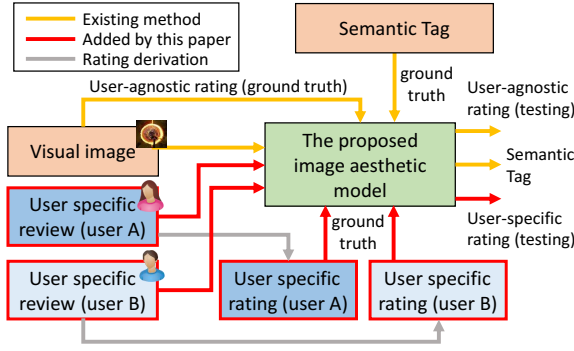 Existing method
Added by this paper
Rating derivation
Semantic Tag
User-agnostic rating (ground truth)
ground
truth
User-agnostic
rating (testing)
Visual image
The proposed
image aesthetic
model
Semantic
Tag
User specific
review (user A)
User-specific
rating (testing)
ground
truth
User specific
review (user B)
User specific
rating (user A)
User specific
rating (user B)